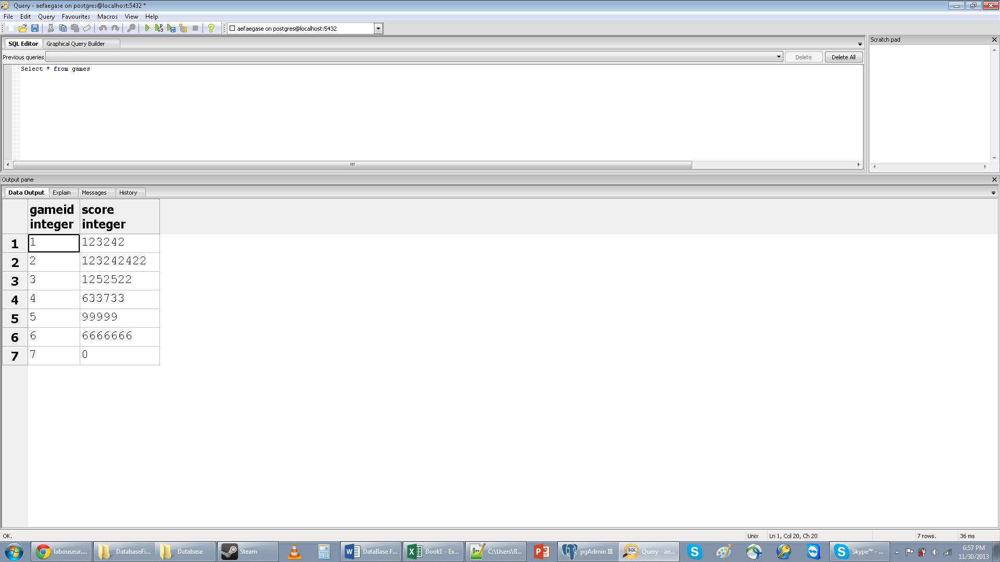 Query - aefaegase on postgres@localhost:5432 *
File Edit Query Favourites Macros View Help
aefaegase on postgres@localhost:5432
SQL Editor Graphical Query Builder
Scratch pad
Previous queries Delete Delete All
Select * from games
Output pane
Data Output Explain Messages History
gameid score
integer integer
1 1 123242
2 2 123242422
3 3 1252522
4 4 633733
5 5 99999
6 6 6666666
7 7 0
OK. Unix Ln 1, Col 20, Ch 20 7 rows. 36 ms
labouseur.... DatabaseFi... Database Steam DataBase F... Book1 - Ex... C:\Users\R... pgAdmin III Query - ae... Skype™ - ... 6:57 PM
11/30/2013